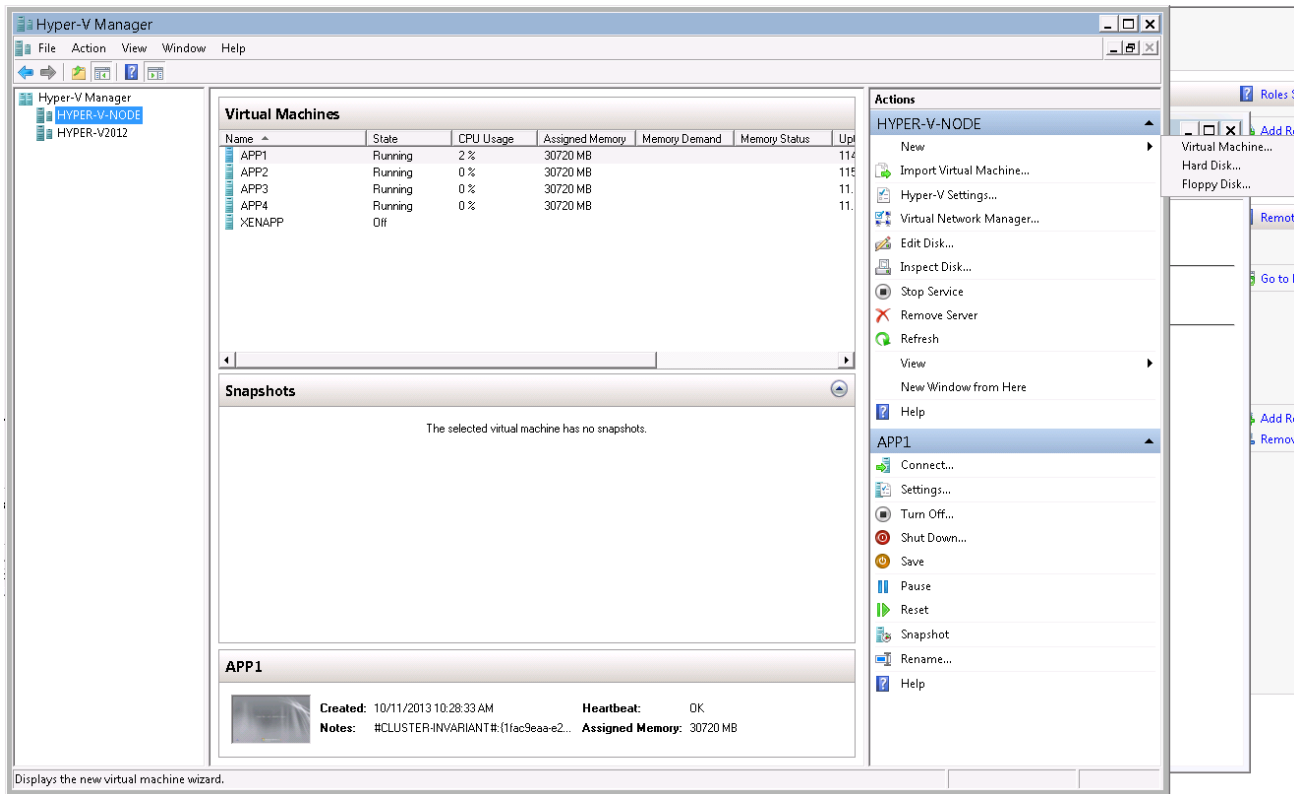 Hyper-V Manager
File Action View Window Help
Hyper-V Manager
HYPER-V-NODE
HYPER-V2012
Virtual Machines
Name State CPU Usage Assigned Memory Memory Demand Memory Status Upt
APP1 Running 2 % 30720 MB 114
APP2 Running 0 % 30720 MB 115
APP3 Running 0 % 30720 MB 11.
APP4 Running 0 % 30720 MB 11.
XENAPP Off
Snapshots
The selected virtual machine has no snapshots.
APP1
Created: 10/11/2013 10:28:33 AM Heartbeat: OK
Notes: #CLUSTER-INVARIANT#:{1fac9eaa-e2... Assigned Memory: 30720 MB
Actions
HYPER-V-NODE
New
Import Virtual Machine...
Hyper-V Settings...
Virtual Network Manager...
Edit Disk...
Inspect Disk...
Stop Service
Remove Server
Refresh
View
New Window from Here
Help
APP1
Connect...
Settings...
Turn Off...
Shut Down...
Save
Pause
Reset
Snapshot
Rename...
Help
Virtual Machine...
Hard Disk...
Floppy Disk...
Roles S
Add Ro
Remot
Go to
Add Ro
Remov
Displays the new virtual machine wizard.